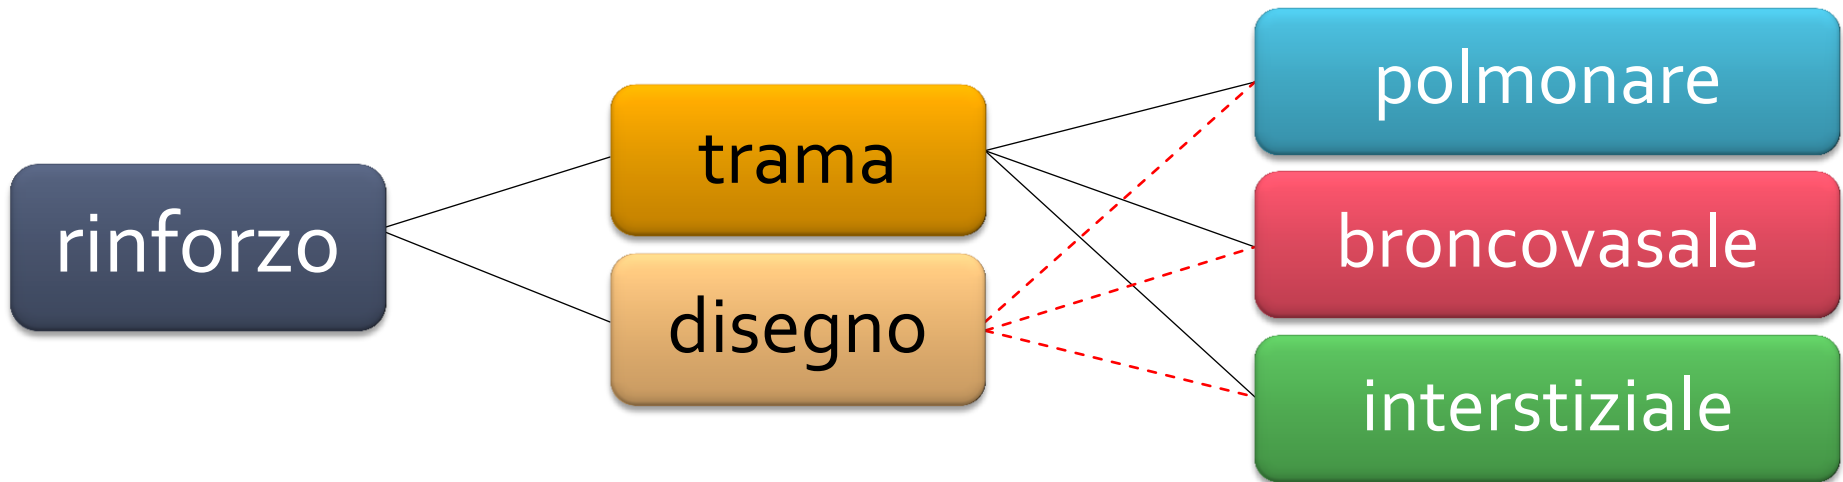 rinforzo
trama
disegno
polmonare
broncovasale
interstiziale